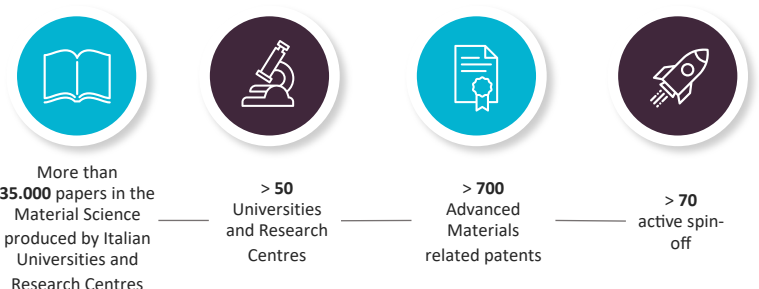 More than
35.000 papers in the
Material Science
produced by Italian
Universities and
Research Centres
> 50
Universities
and Research
Centres
> 700
Advanced
Materials
related patents
> 70
active spin-
off